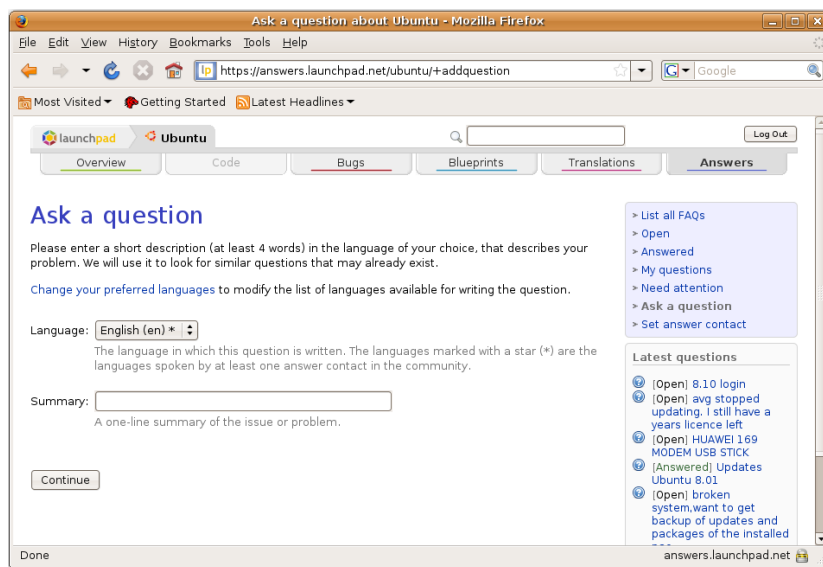 Ask a question about Ubuntu - Mozilla Firefox
File Edit View History Bookmarks Tools Help
lp https://answers.launchpad.net/ubuntu/+addquestion
G Google
Most Visited Getting Started Latest Headlines
launchpad Ubuntu Log Out
Overview Code Bugs Blueprints Translations Answers
Ask a question
Please enter a short description (at least 4 words) in the language of your choice, that describes your
problem. We will use it to look for similar questions that may already exist.
Change your preferred languages to modify the list of languages available for writing the question.
Language: English (en) *
The language in which this question is written. The languages marked with a star (*) are the
languages spoken by at least one answer contact in the community.
Summary:
A one-line summary of the issue or problem.
Continue
List all FAQs
Open
Answered
My questions
Need attention
Ask a question
Set answer contact
Latest questions
[Open] 8.10 login
[Open] avg stopped
updating. I still have a
years licence left
[Open] HUAWEI 169
MODEM USB STICK
[Answered] Updates
Ubuntu 8.01
[Open] broken
system,want to get
backup of updates and
packages of the installed
Done answers.launchpad.net